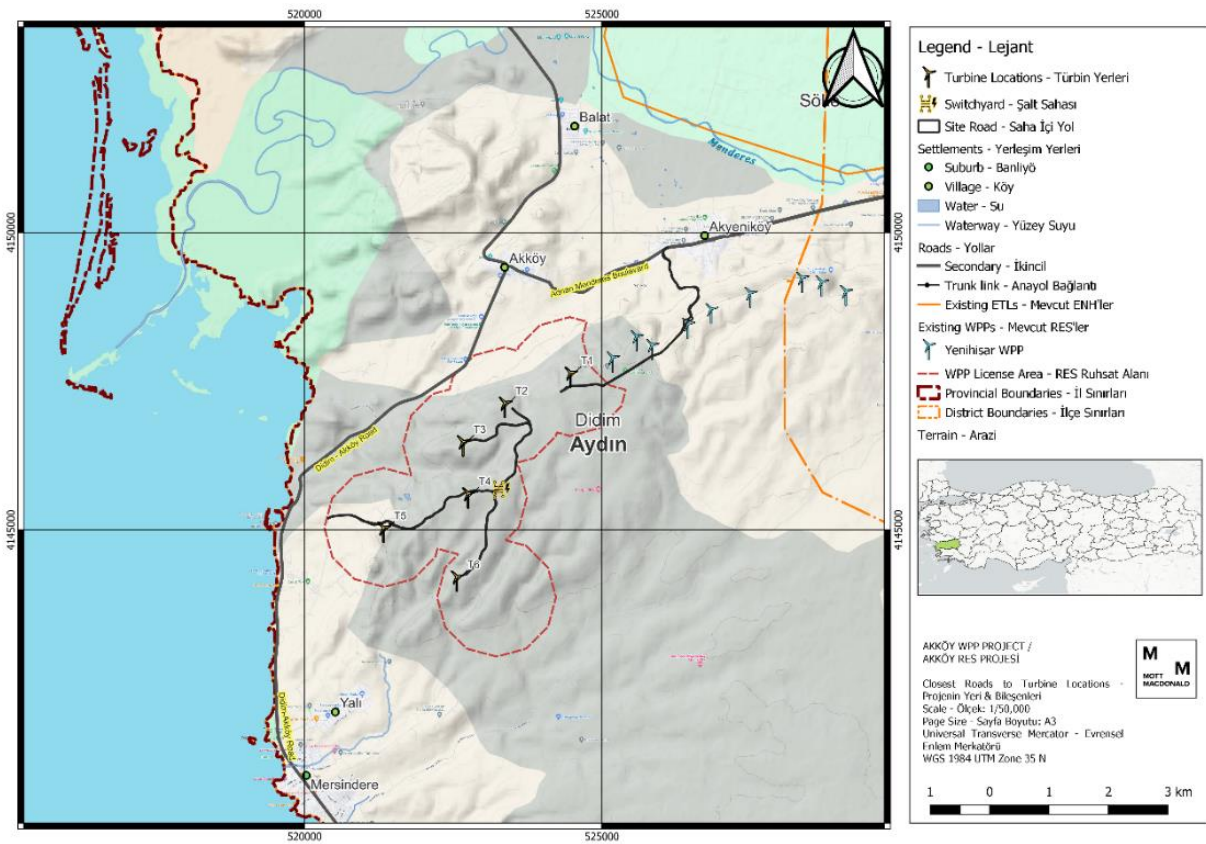 520000
525000
Balat
Söke
Menderes
4150000
4150000
Akyeniköy
Akköy
Adnan Menderes Boulevard
T1
T2
Didim
Aydın
T3
Didim - Akköy Road
T4
T5
4145000
4145000
T6
Yalı
Didim-Akköy Road
Mersindere
520000
525000
Legend - Lejant
Turbine Locations - Türbin Yerleri
Switchyard - Şalt Sahası
Site Road - Saha İçi Yol
Settlements - Yerleşim Yerleri
Suburb - Banliyö
Village - Köy
Water - Su
Waterway - Yüzey Suyu
Roads - Yollar
Secondary - İkincil
Trunk link - Anayol Bağlantı
Existing ETLs - Mevcut ENH'ler
Existing WPPs - Mevcut RES'ler
Yenihisar WPP
WPP License Area - RES Ruhsat Alanı
Provincial Boundaries - İl Sınırları
District Boundaries - İlçe Sınırları
Terrain - Arazi
AKKÖY WPP PROJECT /
AKKÖY RES PROJESİ
M
M
MOTT
MACDONALD
Closest Roads to Turbine Locations -
Projenin Yeri & Bileşenleri
Scale - Ölçek: 1/50,000
Page Size - Sayfa Boyutu: A3
Universal Transverse Mercator - Evrensel
Enlem Merkatörü
WGS 1984 UTM Zone 35 N
1 0 1 2 3 km